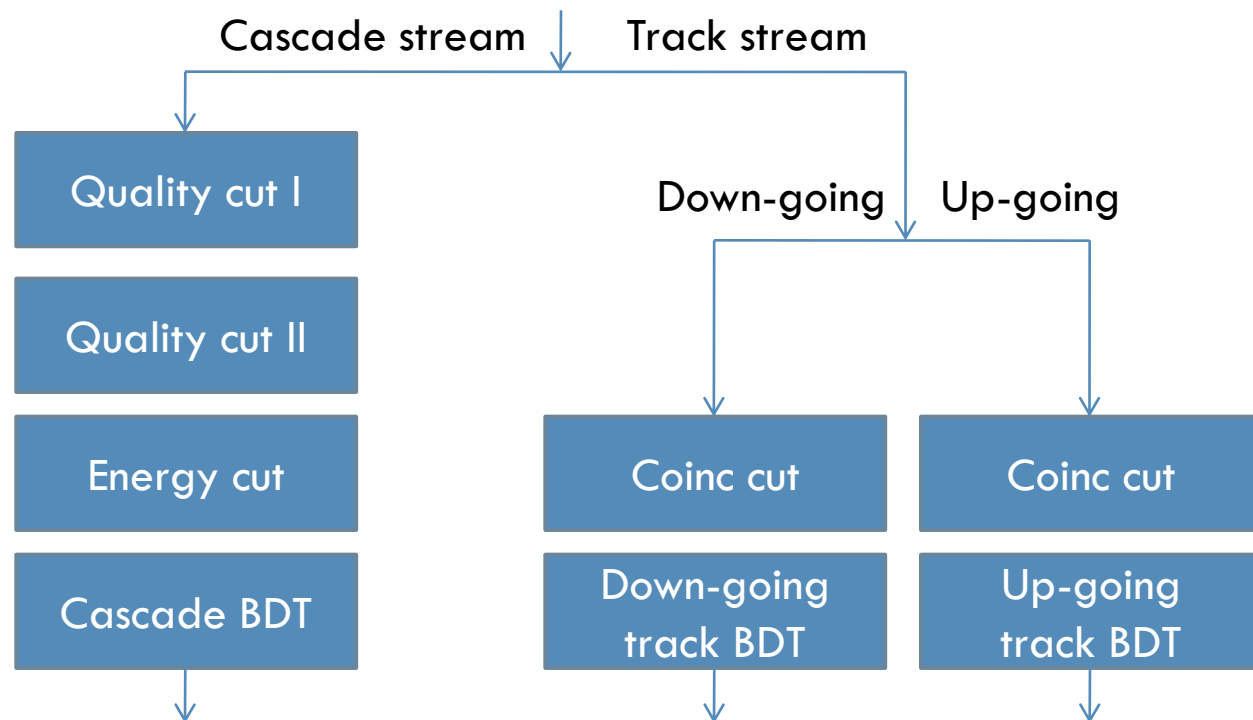 Cascade stream
Track stream
Quality cut I
Down-going
Up-going
Quality cut II
Energy cut
Coinc cut
Coinc cut
Cascade BDT
Down-going
track BDT
Up-going
track BDT